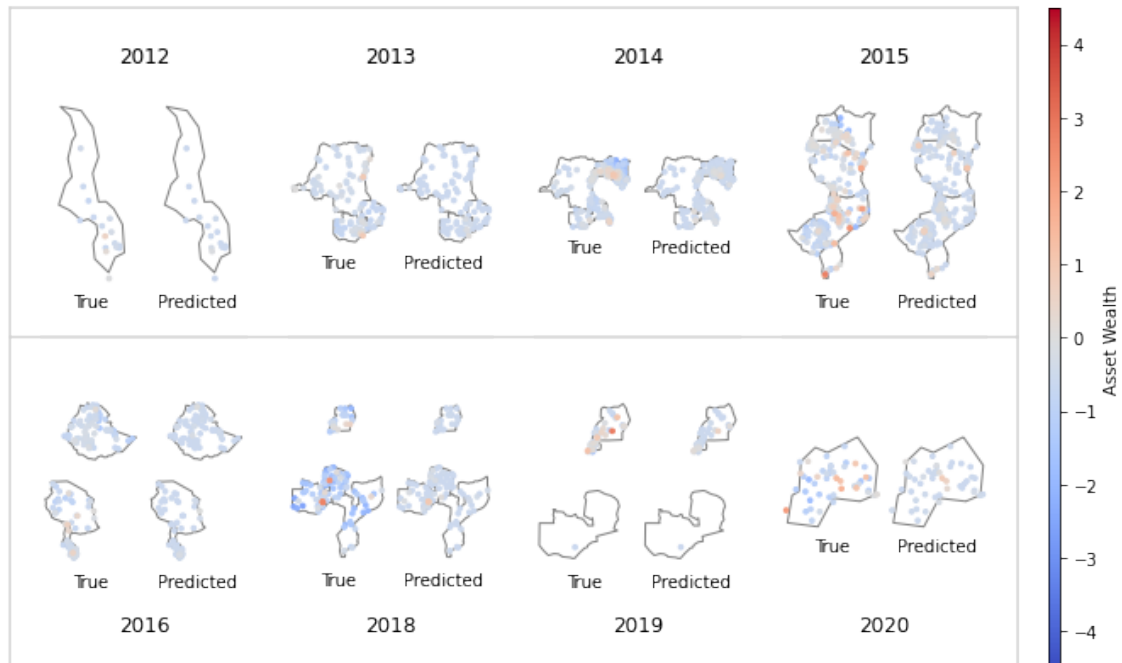 2012 2013 2014 2015
True Predicted
True Predicted
True Predicted
True Predicted
True Predicted
True Predicted
True Predicted
True Predicted
2016 2018 2019 2020
4
3
2
1
0
−1
−2
−3
−4
Asset Wealth